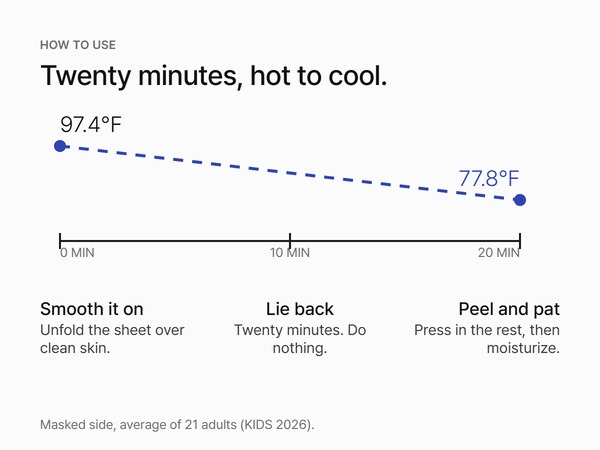 HOW TO USE
Twenty minutes, hot to cool.
97.4°F
77.8°F
0 MIN
10 MIN
20 MIN
Smooth it on
Unfold the sheet over
clean skin.
Lie back
Twenty minutes. Do
nothing.
Peel and pat
Press in the rest, then
moisturize.
Masked side, average of 21 adults (KIDS 2026).